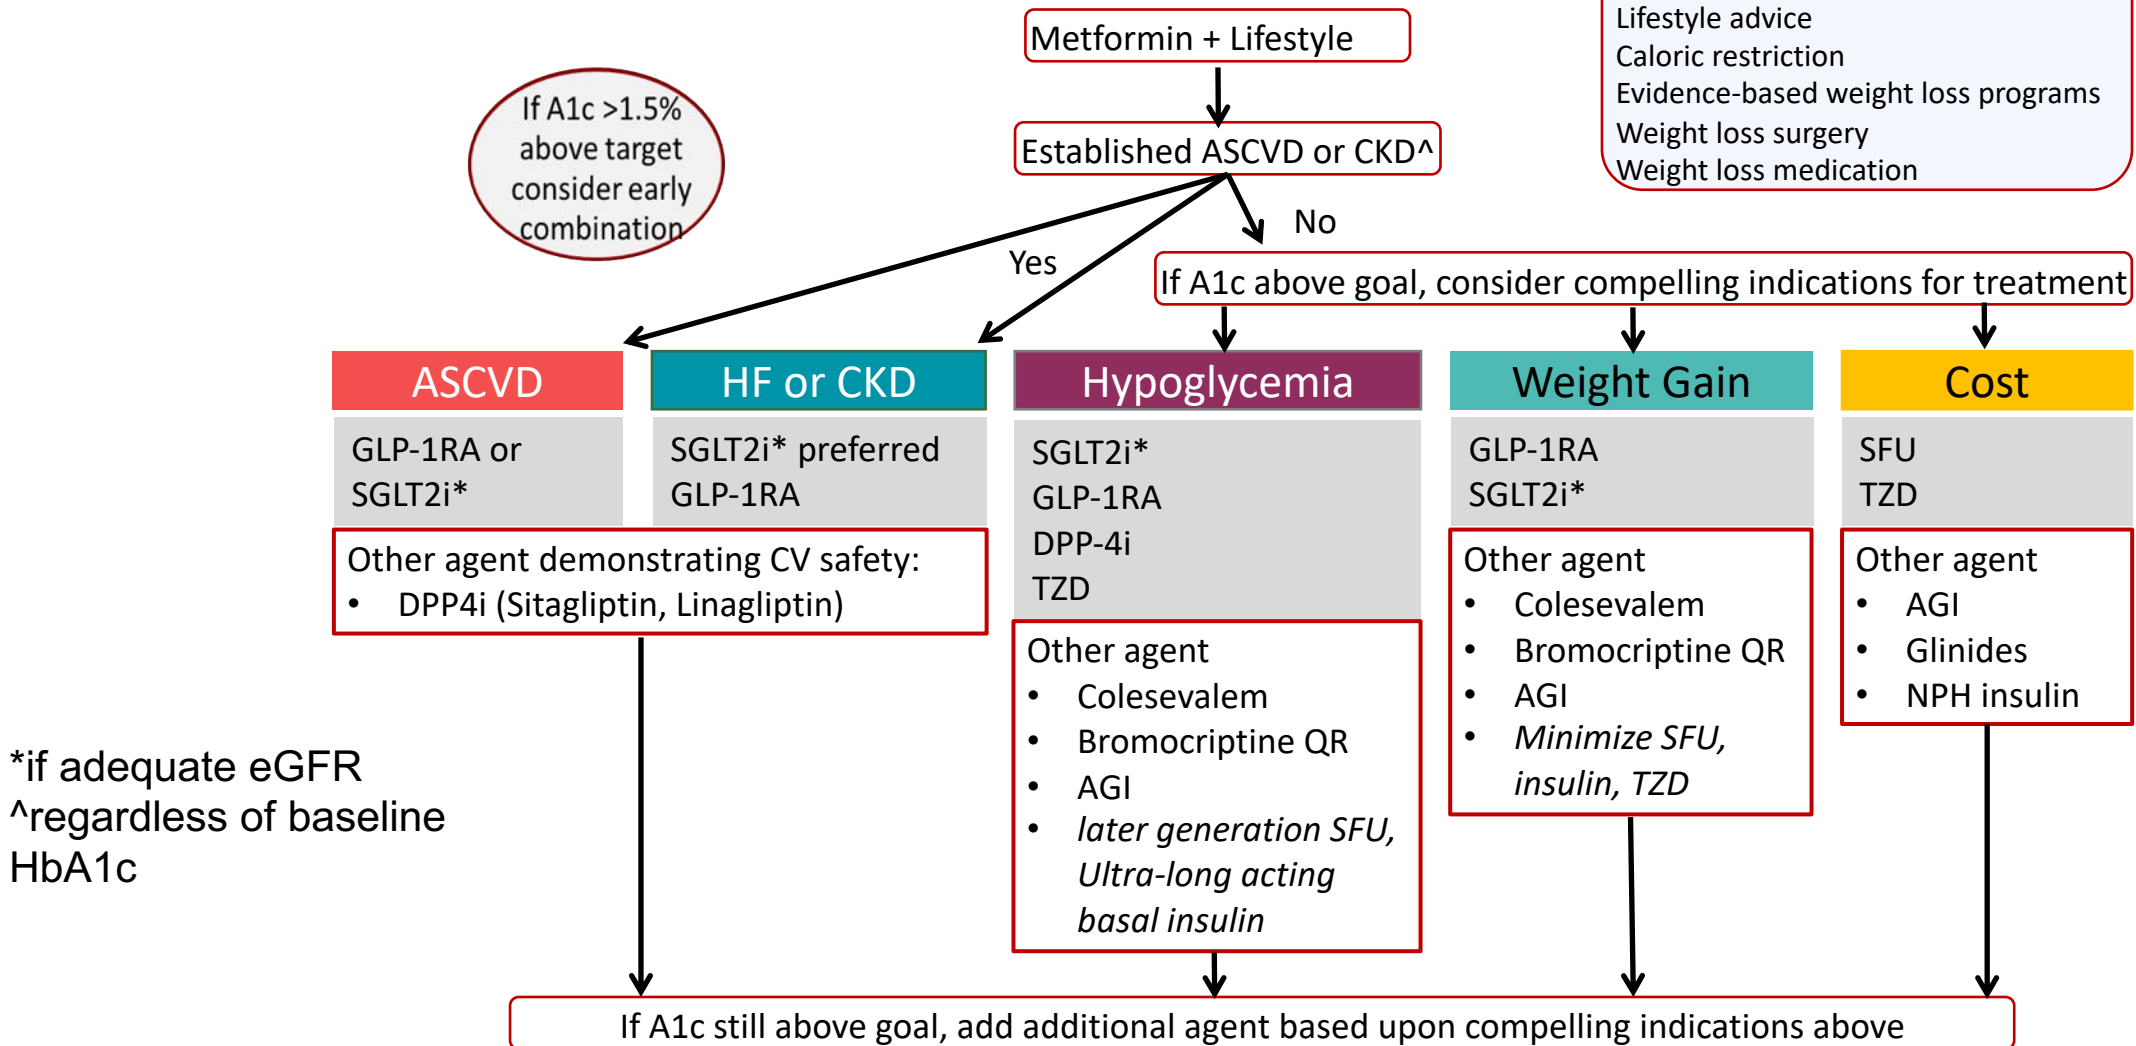 Metformin + Lifestyle
Lifestyle advice
Caloric restriction
Evidence-based weight loss programs
Weight loss surgery
Weight loss medication
If A1c >1.5%
above target
consider early
combination
Established ASCVD or CKD^
No
Yes
If A1c above goal, consider compelling indications for treatment
ASCVD
GLP-1RA or
SGLT2i*
HF or CKD
SGLT2i* preferred
GLP-1RA
Other agent demonstrating CV safety:
• DPP4i (Sitagliptin, Linagliptin)
Hypoglycemia
SGLT2i*
GLP-1RA
DPP-4i
TZD
Other agent
• Colesevalem
• Bromocriptine QR
• AGI
• later generation SFU,
Ultra-long acting
basal insulin
Weight Gain
GLP-1RA
SGLT2i*
Other agent
• Colesevalem
• Bromocriptine QR
• AGI
• Minimize SFU,
insulin, TZD
Cost
SFU
TZD
Other agent
• AGI
• Glinides
• NPH insulin
*if adequate eGFR
^regardless of baseline
HbA1c
If A1c still above goal, add additional agent based upon compelling indications above